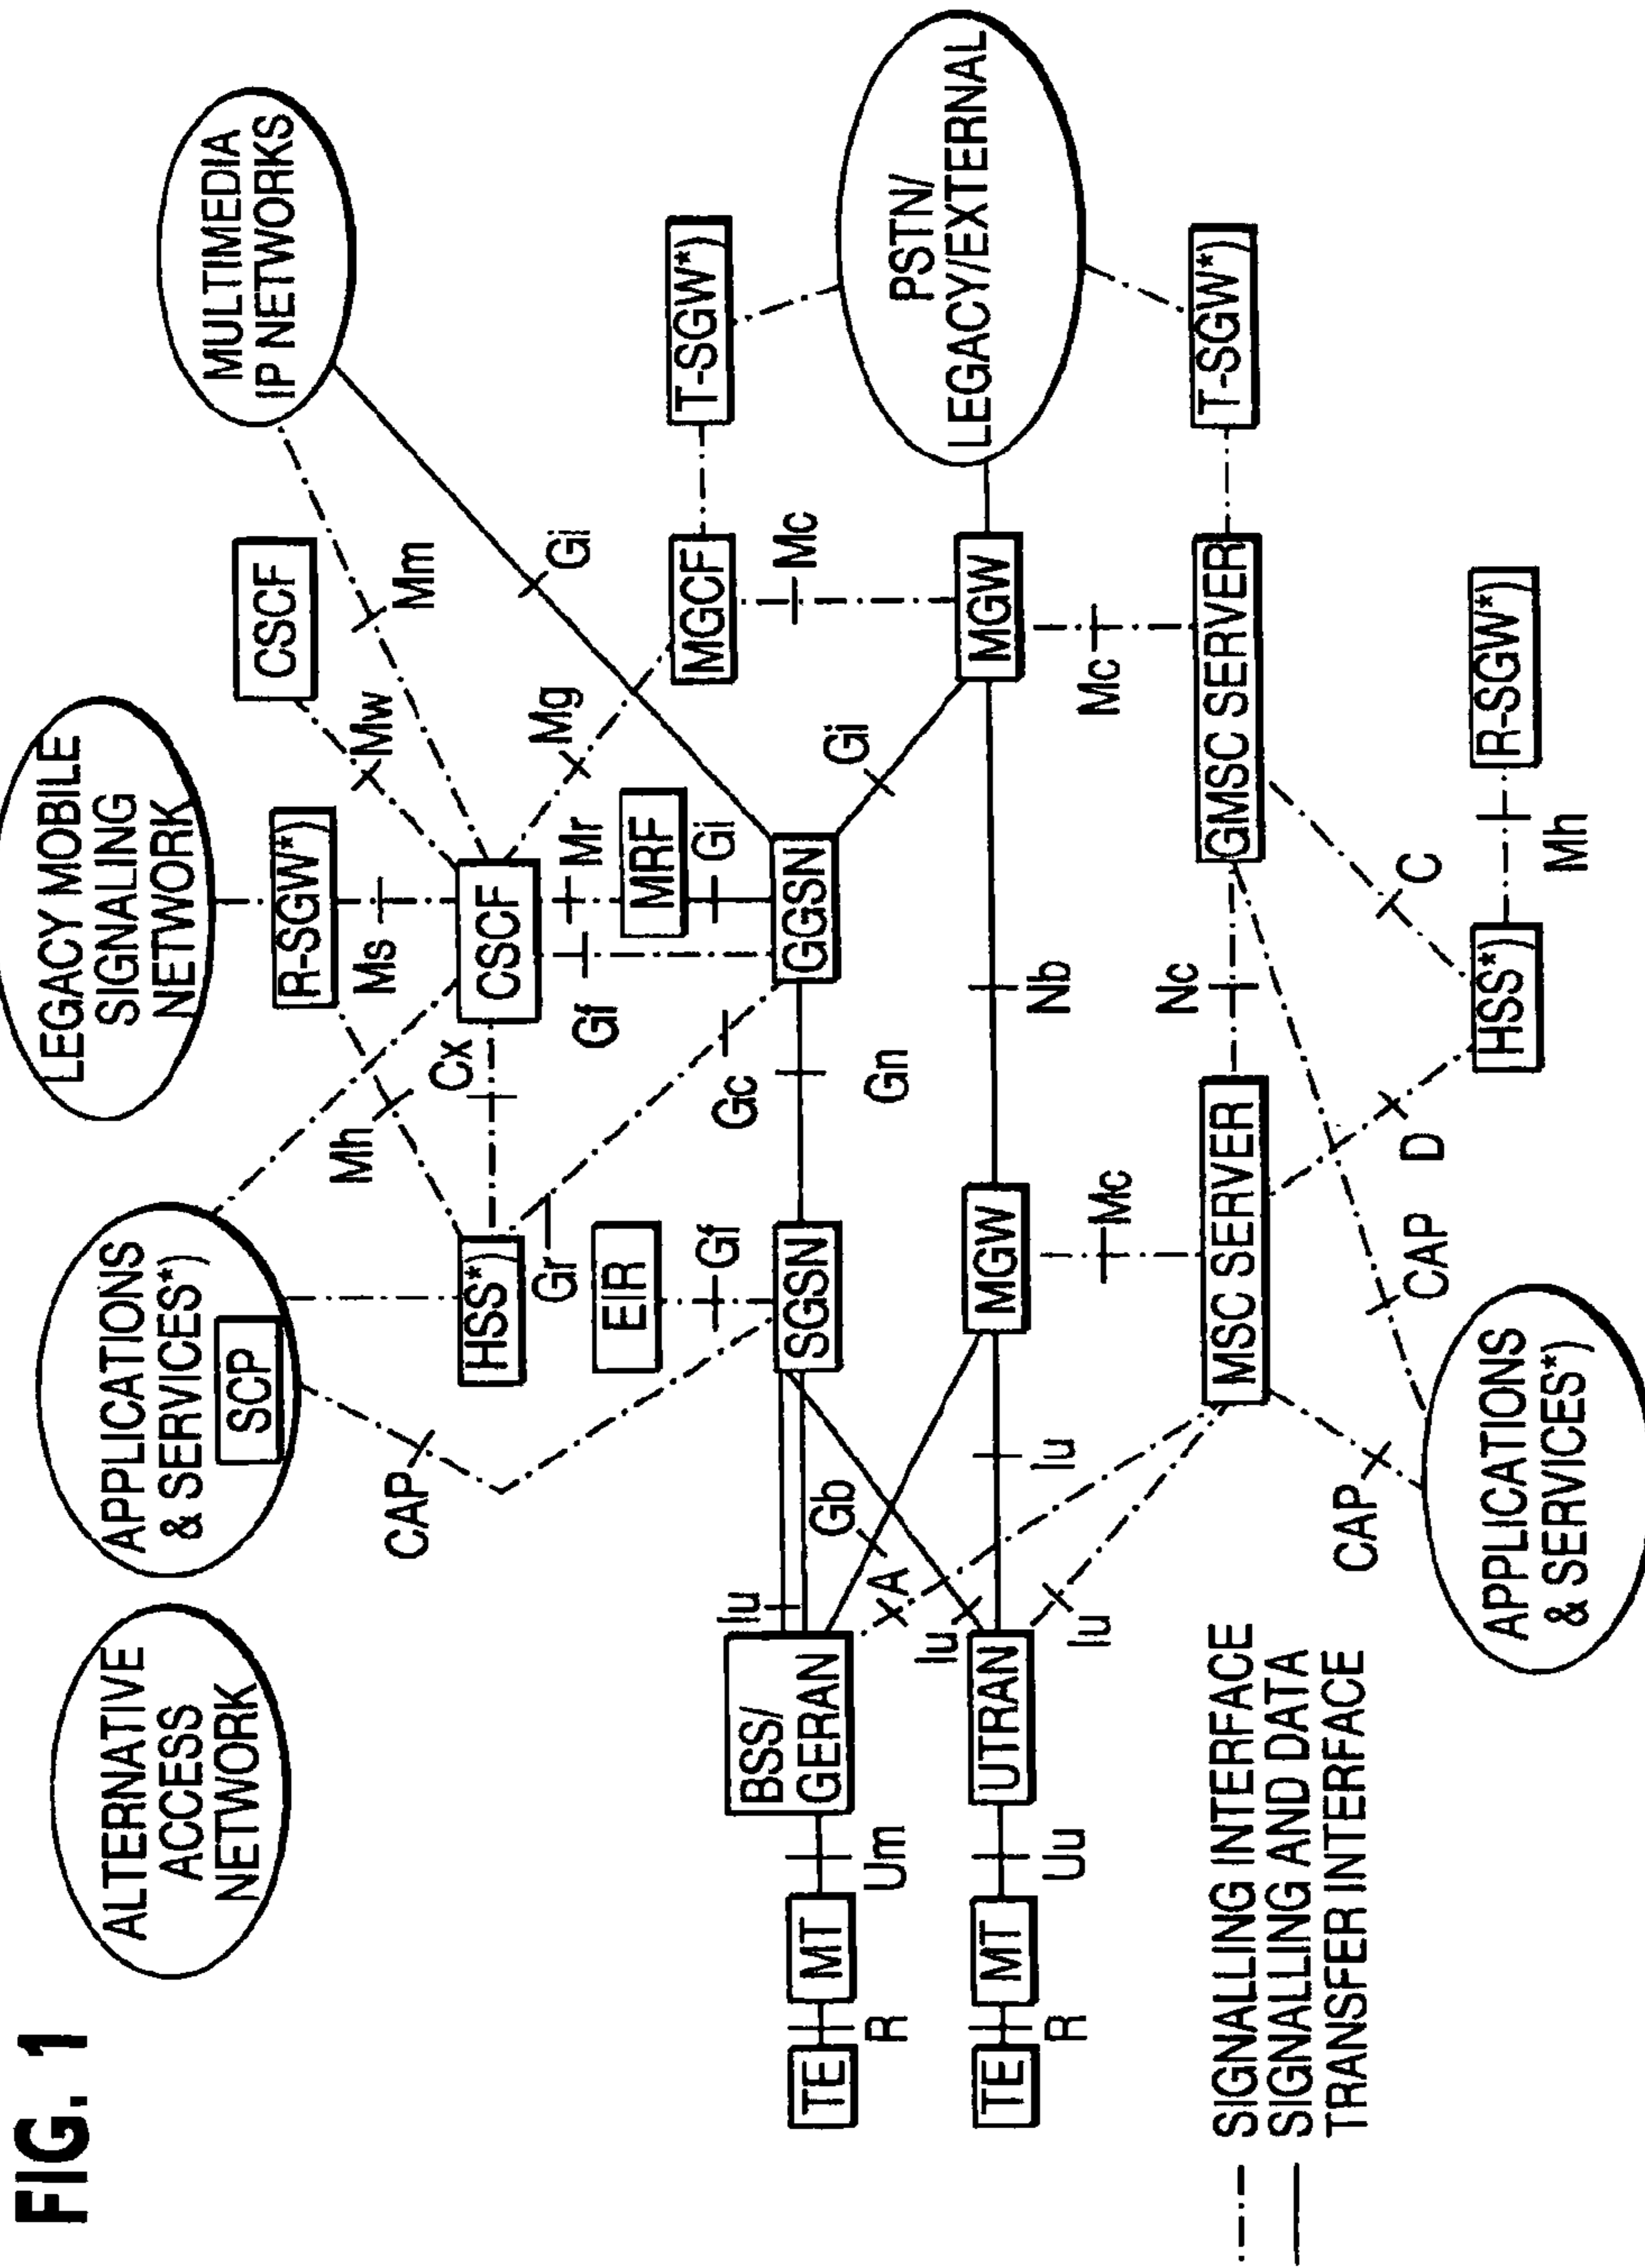 FIG. 1
ALTERNATIVE
ACCESS
NETWORK
APPLICATIONS
& SERVICES*)
SCP
LEGACY MOBILE
SIGNALING
NETWORK
MULTIMEDIA
IP NETWORKS
CAP
Mh
R-SGW*)
Ms
Mw
CSCF
Mm
HSS*)
Cx
CSCF
Gr
Gf
Mr
Mg
Gi
EIR
Gf
Gc
MRF
Gi
MGCF
T-SGW*)
Mc
TE
R
MT
Um
BSS/
GERAN
Iu
Gb
SGSN
Gn
GGSN
Gi
PSTN/
LEGACY/EXTERNAL
A
Iu
TE
R
MT
Uu
UTRAN
Iu
Iu
MGW
Nb
MGW
Mc
Mc
MSC SERVER
Nc
GMSC SERVER
T-SGW*)
CAP
CAP
D
C
HSS*)
Mh
R-SGW*)
APPLICATIONS
& SERVICES*)
SIGNALLING INTERFACE
SIGNALLING AND DATA
TRANSFER INTERFACE